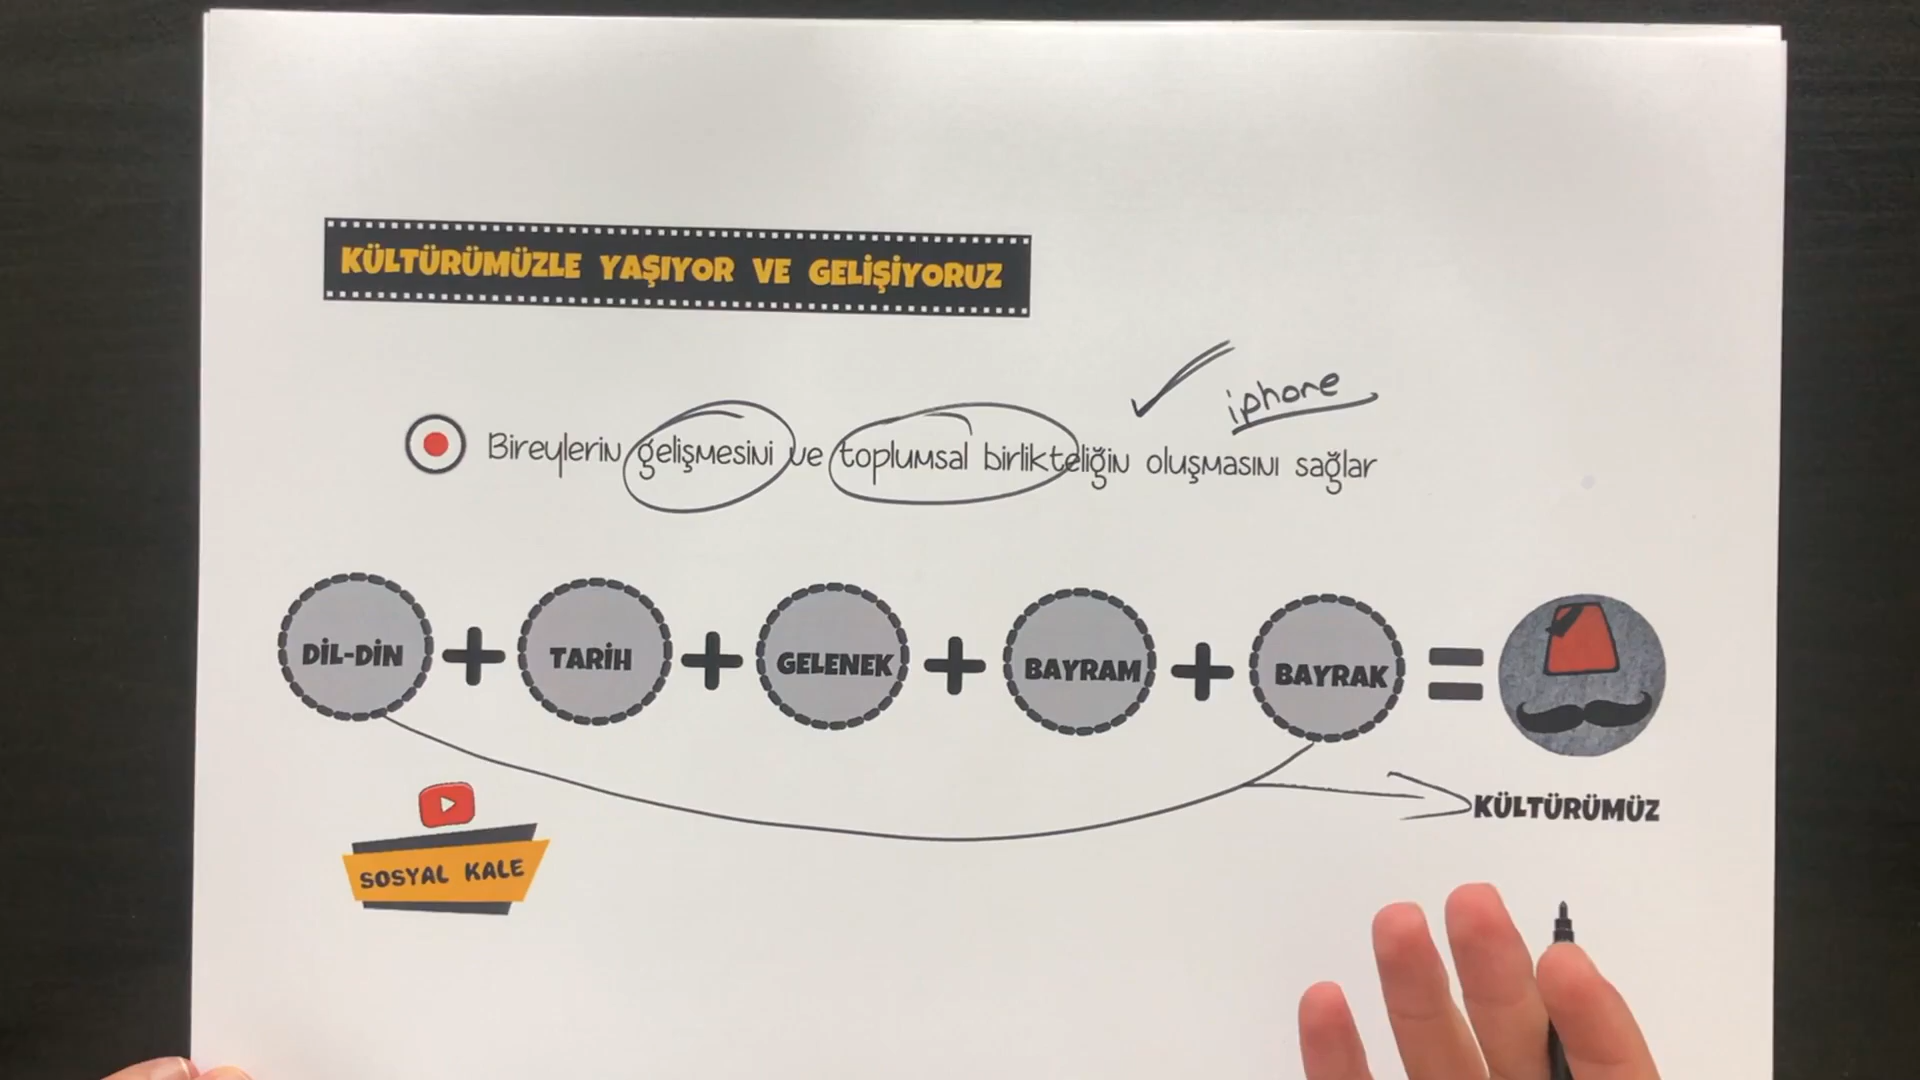 KÜLTÜRÜMÜZLE YAŞIYOR VE GELİŞİYORUZ
iphone
Bireylerin gelişmesini ve toplumsal birlikteliğin oluşmasını sağlar
DİL-DİN + TARİH + GELENEK + BAYRAM + BAYRAK =
KÜLTÜRÜMÜZ
SOSYAL KALE